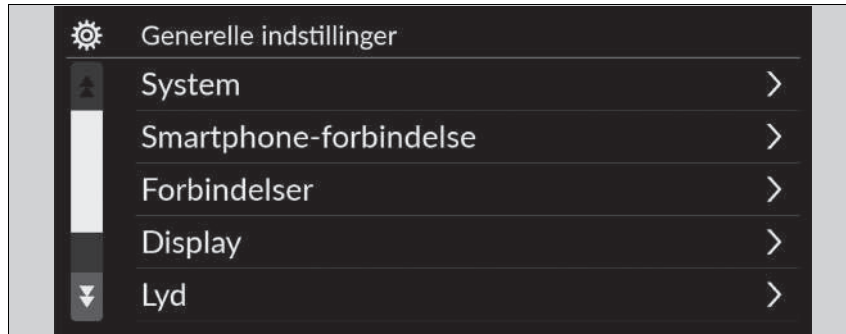 Generelle indstillinger
System
Smartphone-forbindelse
Forbindelser
Display
Lyd